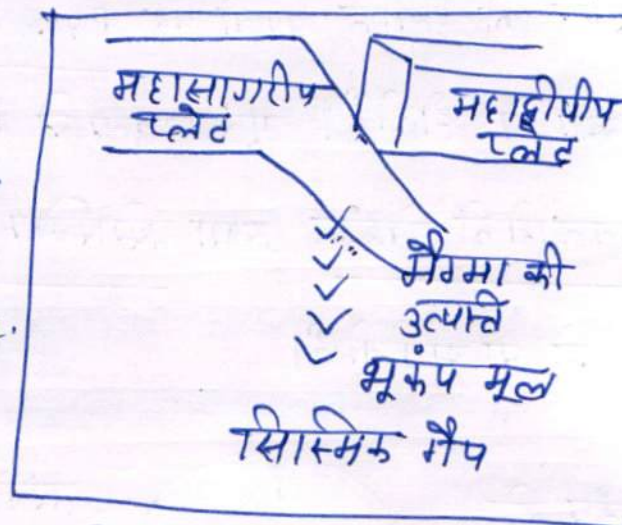 महासागरीय
प्लेट
महाद्वीपीय
प्लेट
मैग्मा की
उत्पत्ति
भूकंप मूल
सिस्मिक गैप